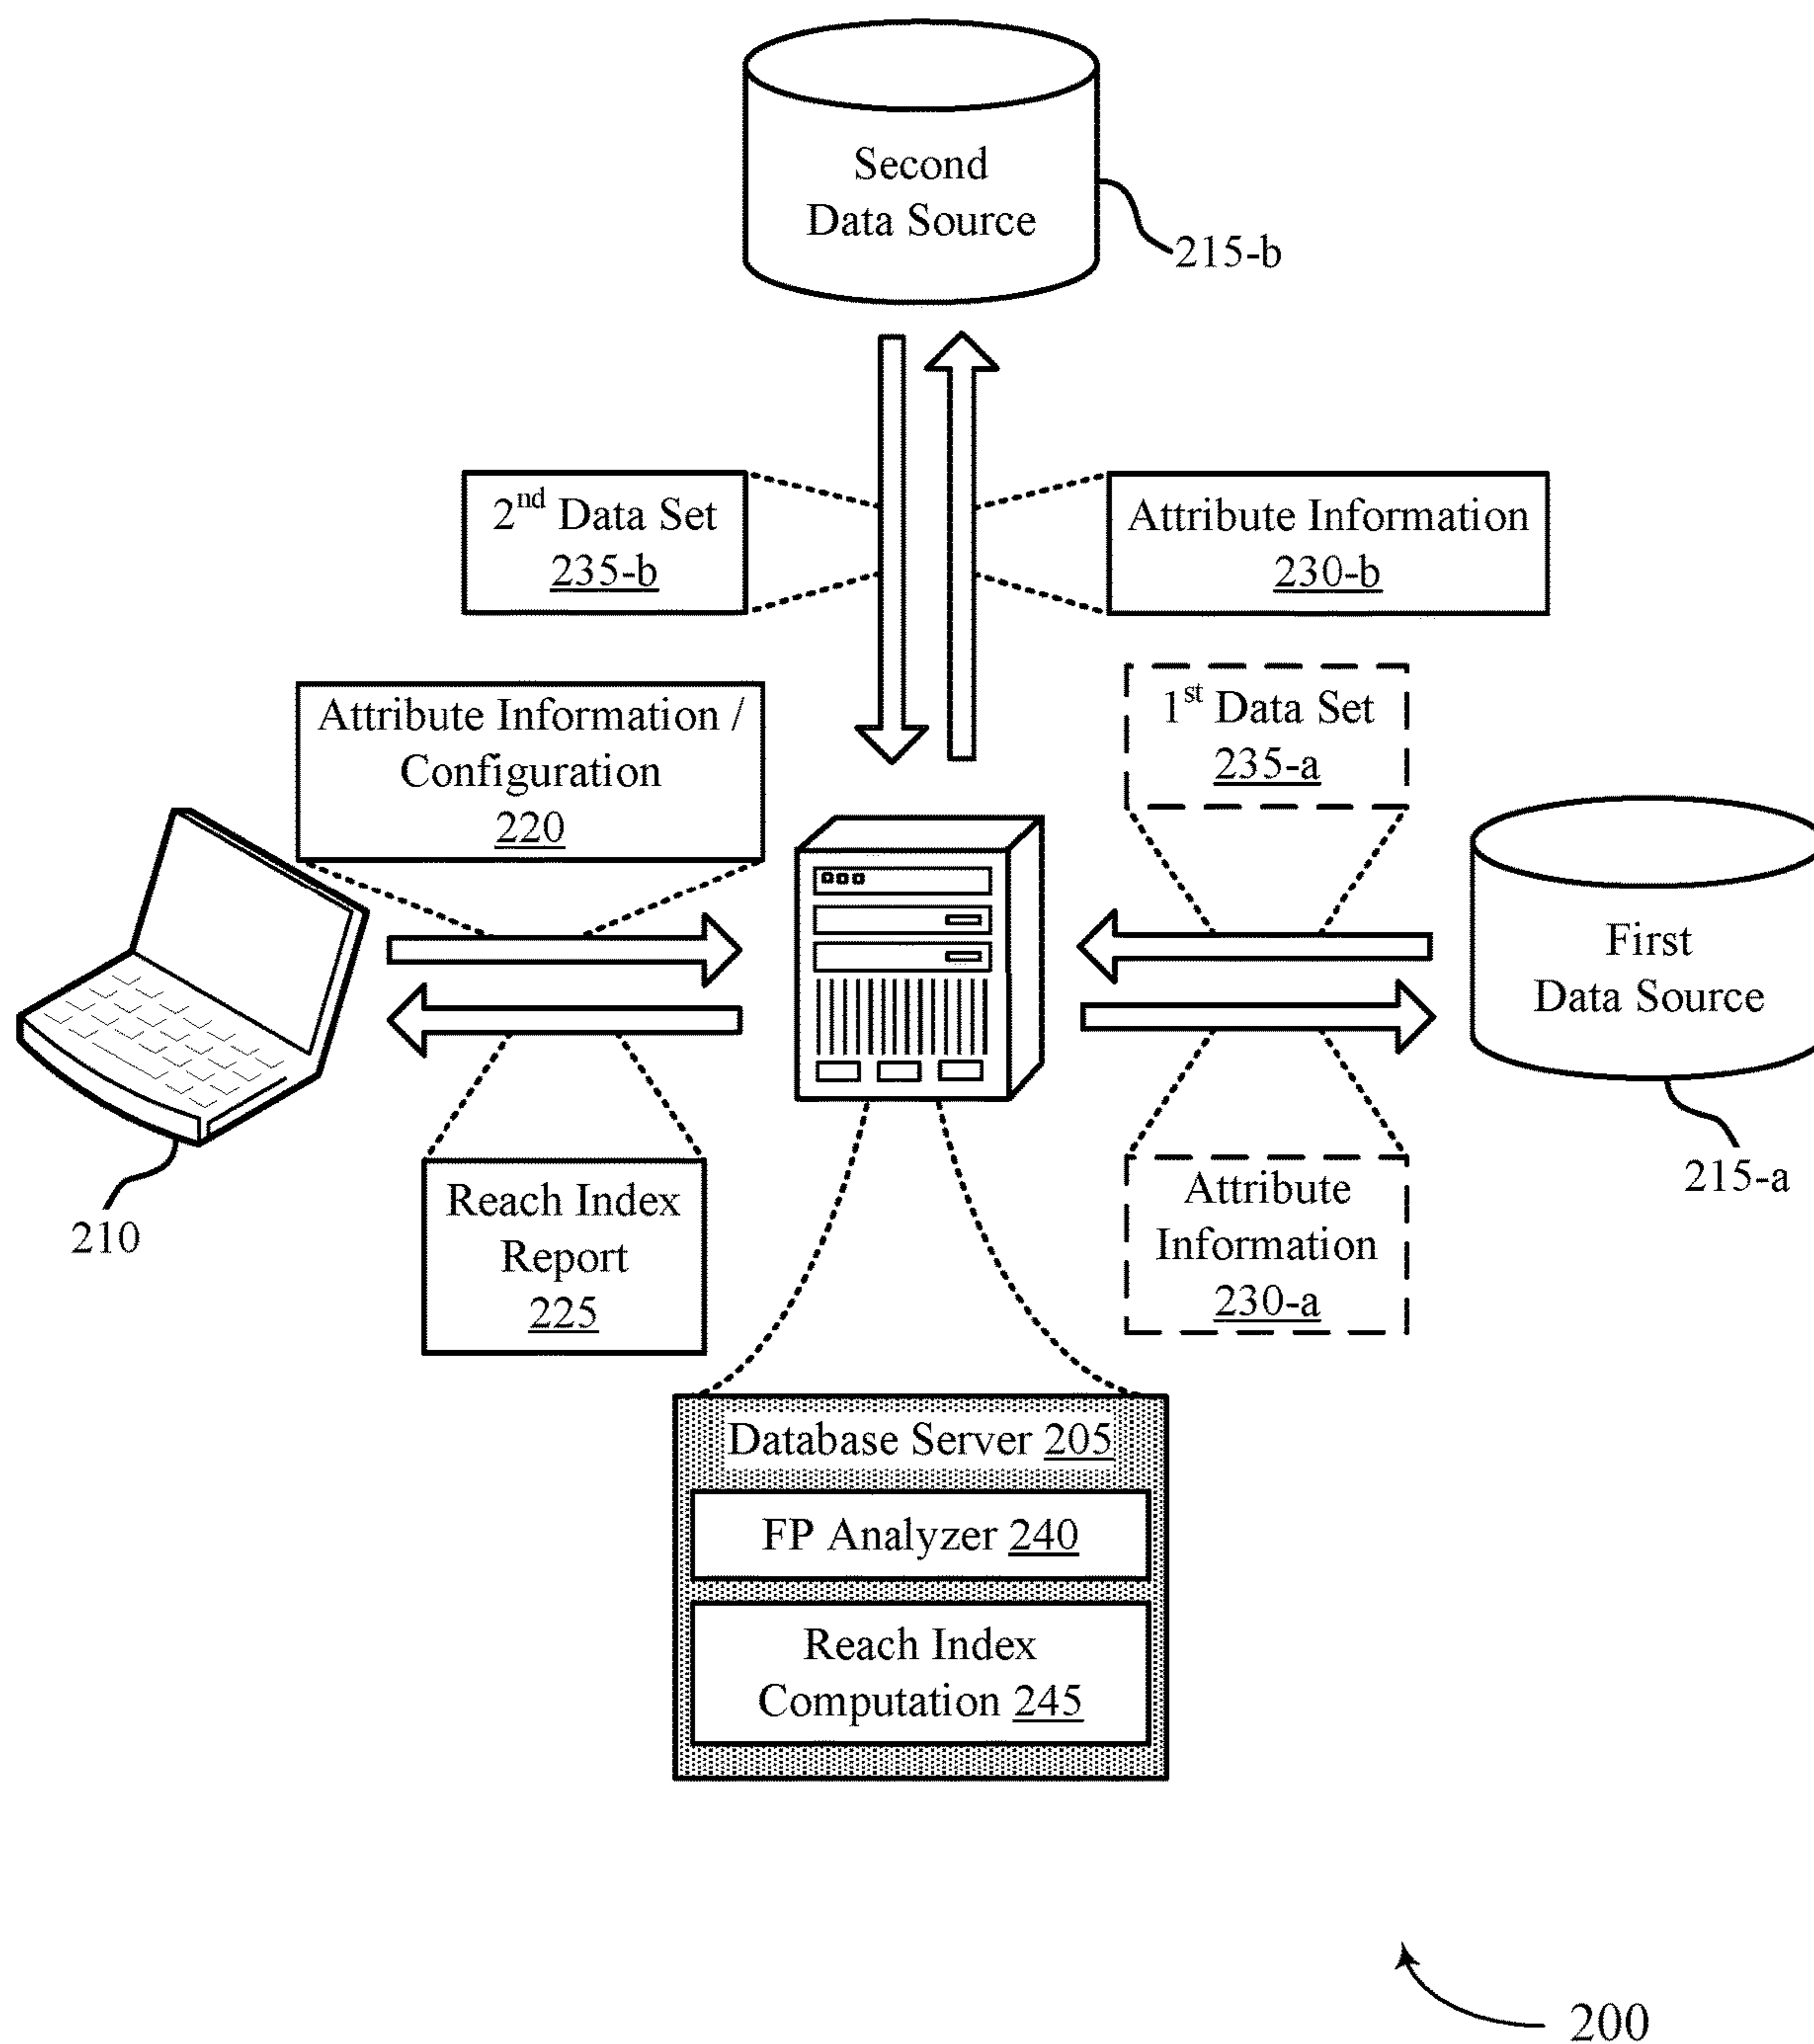 Second
Data Source
215-b
2nd Data Set
235-b
Attribute Information
230-b
Attribute Information /
Configuration
220
1st Data Set
235-a
First
Data Source
215-a
210
Reach Index
Report
225
Attribute
Information
230-a
Database Server 205
FP Analyzer 240
Reach Index
Computation 245
200